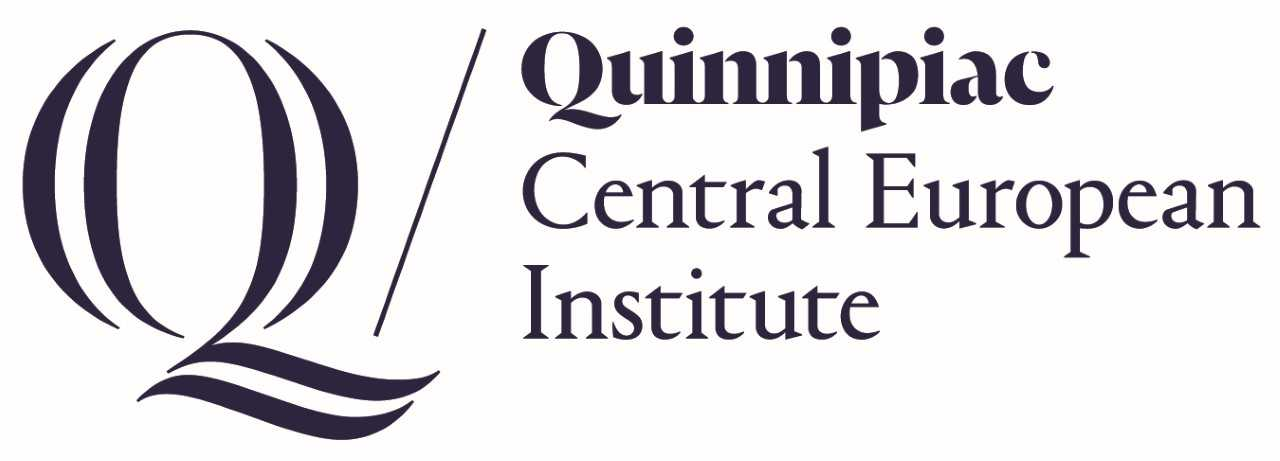 Q/
Quinnipiac
Central European
Institute